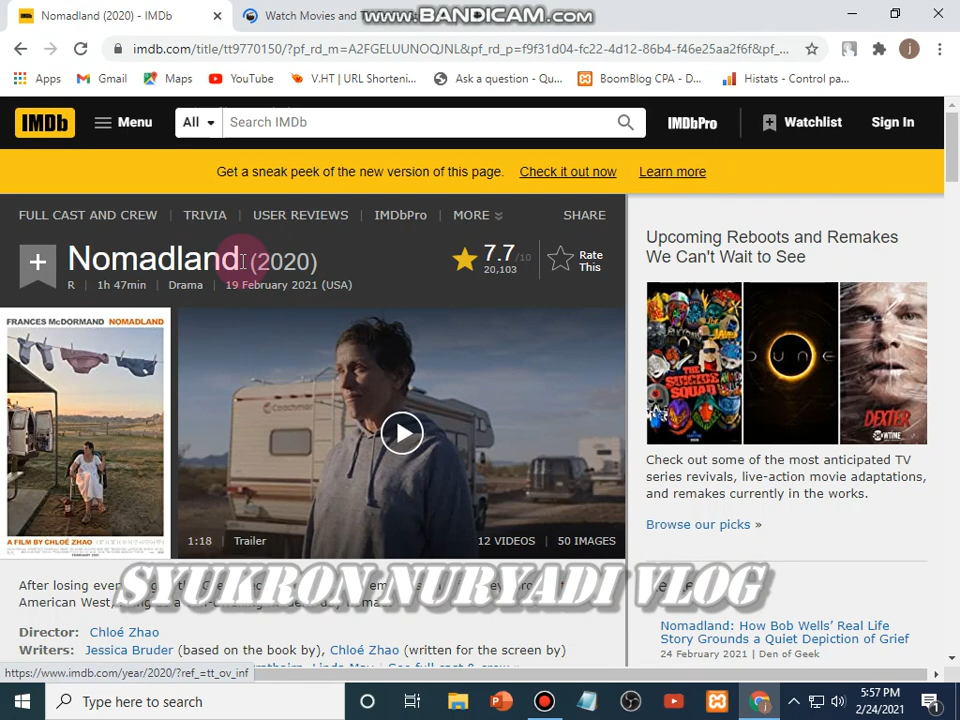 Nomadland (2020) - IMDb
Watch Movies and T
www.BANDICAM.com
imdb.com/title/tt9770150/?pf_rd_m=A2FGELUUNOQJNL&pf_rd_p=f9f31d04-fc22-4d12-86b4-f46e25aa2f6f&pf_...
j
Apps
Gmail
Maps
YouTube
V.HT | URL Shorteni...
Ask a question - Qu...
BoomBlog CPA - D...
Histats - Control pa...
IMDb
Menu
All
Search IMDb
IMDbPro
Watchlist
Sign In
Get a sneak peek of the new version of this page. Check it out now Learn more
FULL CAST AND CREW | TRIVIA | USER REVIEWS | IMDbPro | MORE SHARE
Nomadland (2020)
7.7/10
20,103
Rate This
R | 1h 47min | Drama | 19 February 2021 (USA)
FRANCES McDORMAND NOMADLAND
A FILM BY CHLOÉ ZHAO
Coachmen
1:18 | Trailer
12 VIDEOS | 50 IMAGES
Upcoming Reboots and Remakes
We Can't Wait to See
THE SUICIDE SQUAD
DUNE
DEXTER
SHOWTIME
Check out some of the most anticipated TV
series revivals, live-action movie adaptations,
and remakes currently in the works.
Browse our picks »
SYUKRON NURYADI VLOG
After losing
American West,
Director: Chloé Zhao
Writers: Jessica Bruder (based on the book by), Chloé Zhao (written for the screen by)
Nomadland: How Bob Wells' Real Life
Story Grounds a Quiet Depiction of Grief
24 February 2021 | Den of Geek
https://www.imdb.com/year/2020/?ref_=tt_ov_inf
Type here to search
5:57 PM
2/24/2021
1